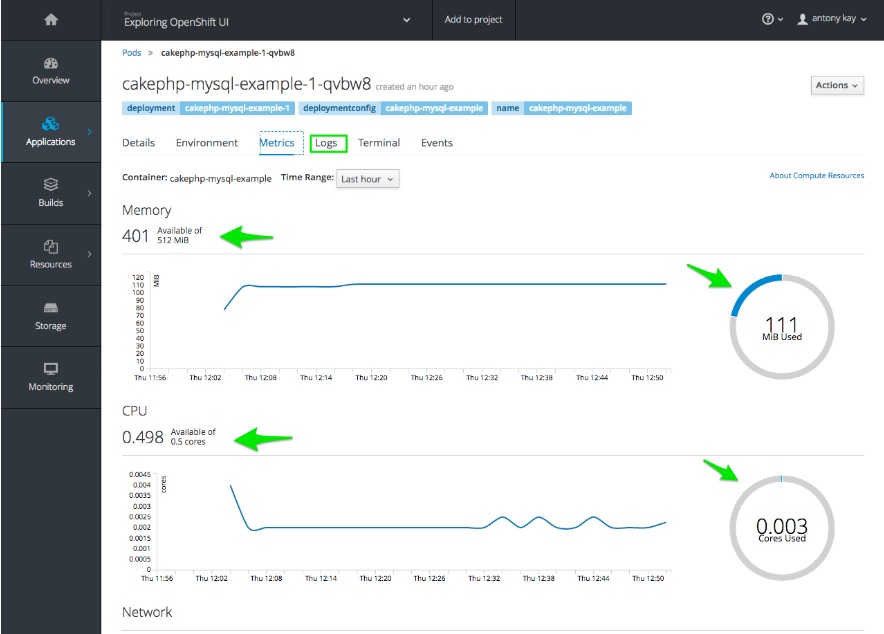 Project
Exploring OpenShift UI
Add to project
antony kay
Overview
Applications
Builds
Resources
Storage
Monitoring
Pods » cakephp-mysql-example-1-qvbw8
cakephp-mysql-example-1-qvbw8 created an hour ago
Actions
deployment cakephp-mysql-example-1 deploymentconfig cakephp-mysql-example name cakephp-mysql-example
Details Environment Metrics Logs Terminal Events
Container: cakephp-mysql-example Time Range: Last hour
About Compute Resources
Memory
401 Available of
512 MiB
120
110
100
90
80
70
60
50
40
30
20
10
0
MiB
Thu 11:56 Thu 12:02 Thu 12:08 Thu 12:14 Thu 12:20 Thu 12:26 Thu 12:32 Thu 12:38 Thu 12:44 Thu 12:50
111
MiB Used
CPU
0.498 Available of
0.5 cores
0.0045
0.004
0.0035
0.003
0.0025
0.002
0.0015
0.001
0.0005
0
cores
Thu 11:56 Thu 12:02 Thu 12:08 Thu 12:14 Thu 12:20 Thu 12:26 Thu 12:32 Thu 12:38 Thu 12:44 Thu 12:50
0.003
Cores Used
Network